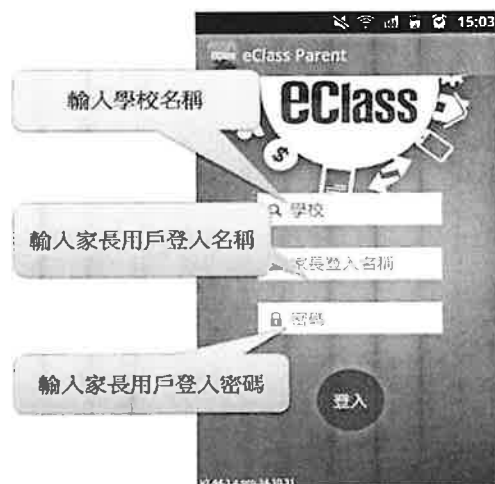 15:03
eClass Parent
輸入學校名稱
eClass
學校
輸入家長用戶登入名稱
家長登入名稱
密碼
輸入家長用戶登入密碼
登入